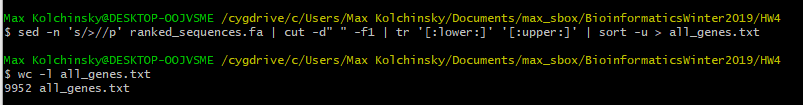 Max Kolchinsky@DESKTOP-OOJVSME /cygdrive/c/Users/Max Kolchinsky/Documents/max_sbox/BioinformaticsWinter2019/HW4
$ sed -n 's/>//p' ranked_sequences.fa | cut -d" " -f1 | tr '[:lower:]' '[:upper:]' | sort -u > all_genes.txt
Max Kolchinsky@DESKTOP-OOJVSME /cygdrive/c/Users/Max Kolchinsky/Documents/max_sbox/BioinformaticsWinter2019/HW4
$ wc -l all_genes.txt
9952 all_genes.txt